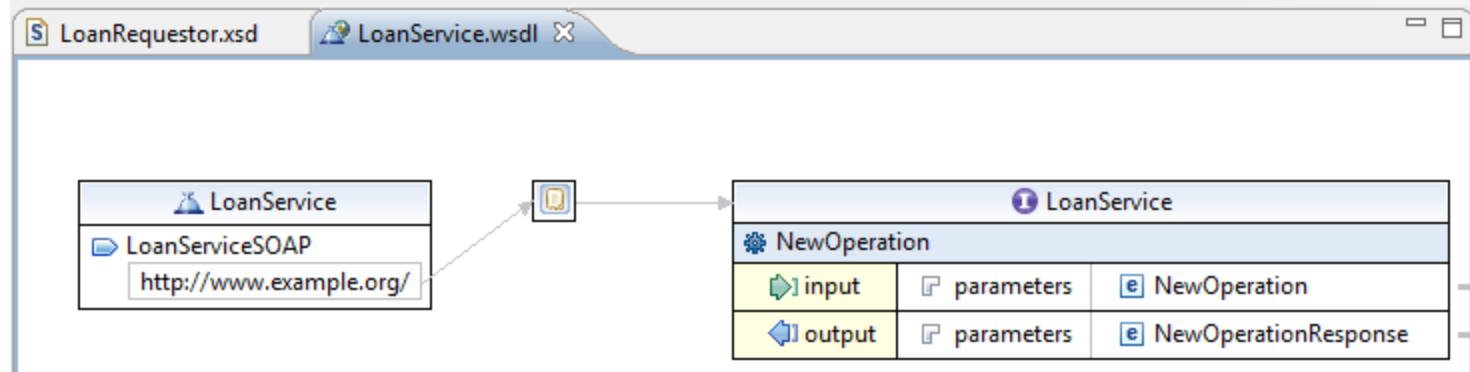 LoanRequestor.xsd LoanService.wsdl
LoanService
LoanServiceSOAP
http://www.example.org/
LoanService
NewOperation
input parameters NewOperation
output parameters NewOperationResponse